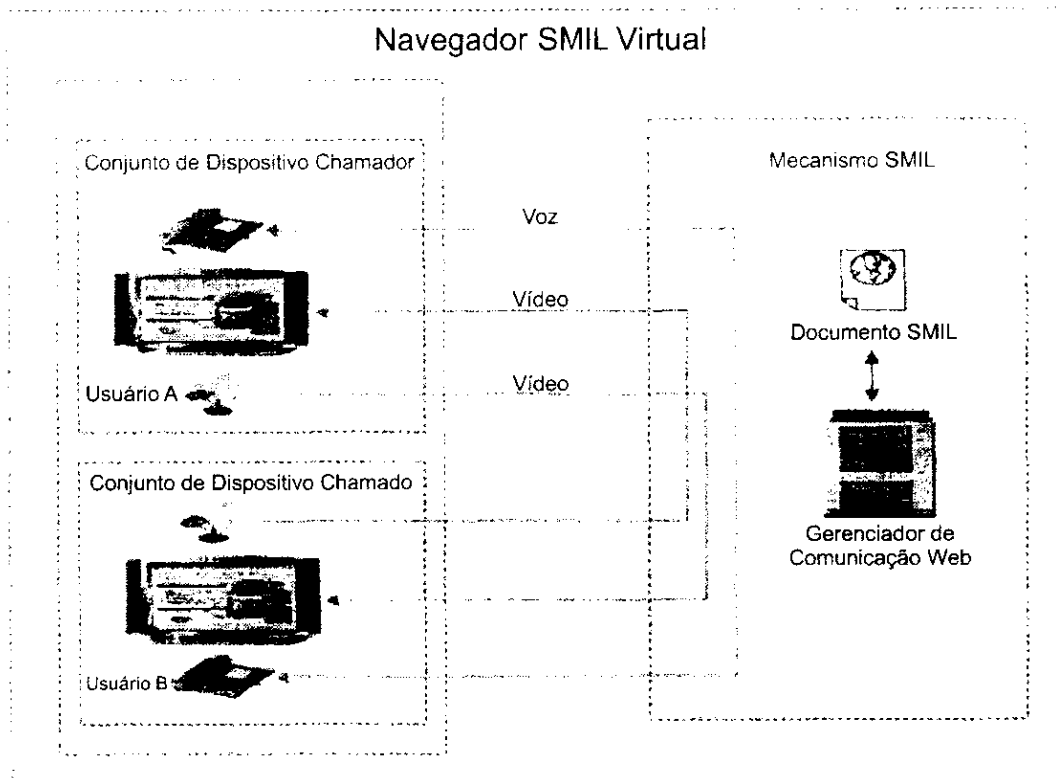 Navegador SMIL Virtual
Conjunto de Dispositivo Chamador
Mecanismo SMIL
Voz
Vídeo
Documento SMIL
Usuário A
Vídeo
Conjunto de Dispositivo Chamado
Gerenciador de
Comunicação Web
Usuário B